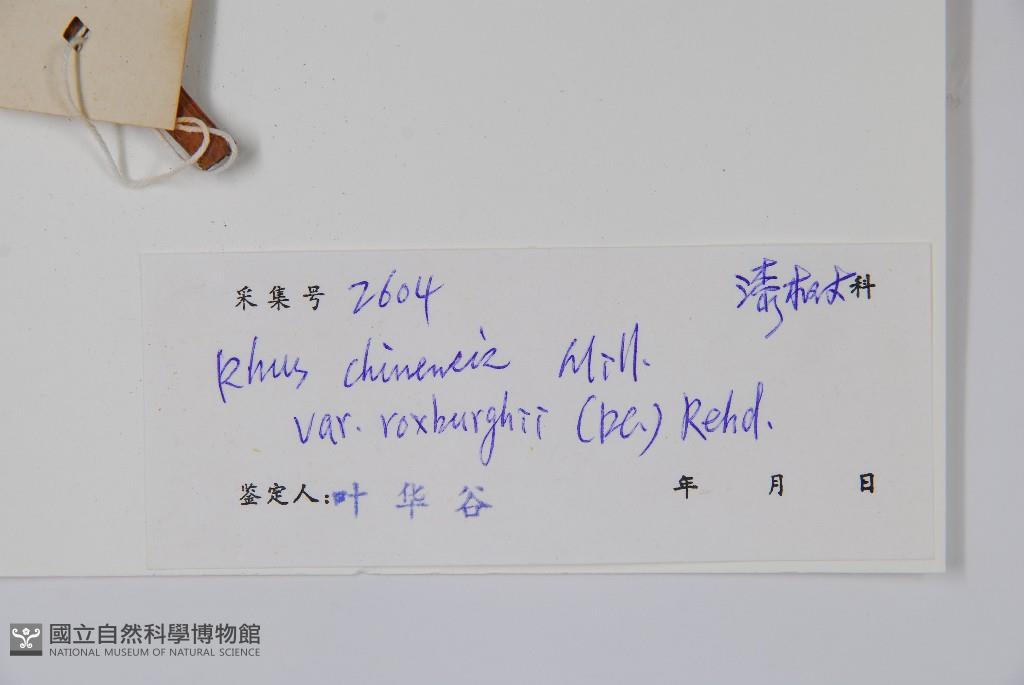 采集号 2604 漆树科
Rhus chinensis Mill.
var. roxburghii (DC.) Rehd.
鉴定人: 叶华谷 年 月 日
國立自然科學博物館
NATIONAL MUSEUM OF NATURAL SCIENCE